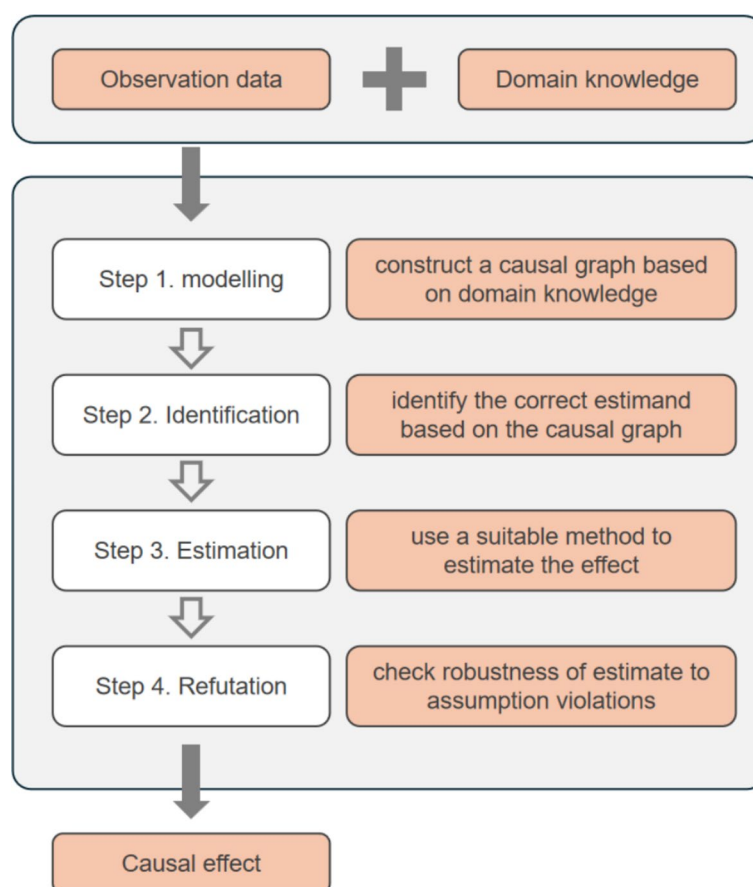 Observation data
Domain knowledge
Step 1. modelling
construct a causal graph based
on domain knowledge
Step 2. Identification
identify the correct estimand
based on the causal graph
Step 3. Estimation
use a suitable method to
estimate the effect
Step 4. Refutation
check robustness of estimate to
assumption violations
Causal effect